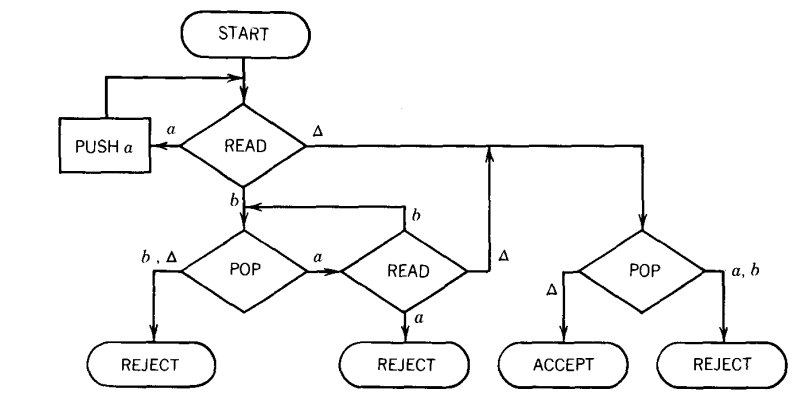 START
PUSH a
a
READ
Δ
b
b
b , Δ
POP
a
READ
Δ
POP
a, b
Δ
a
REJECT
REJECT
ACCEPT
REJECT